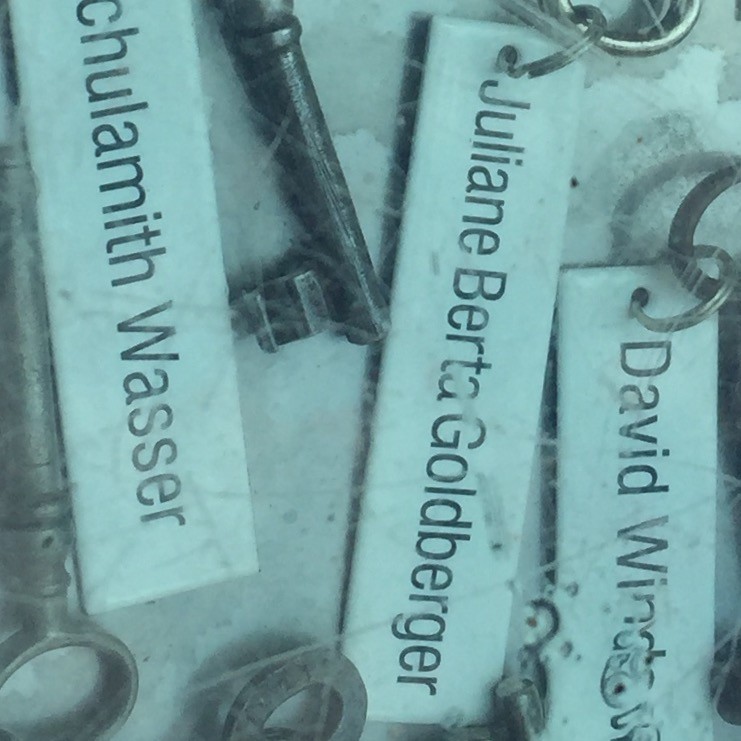 chulamith Wasser
Juliane Berta Goldberger
David